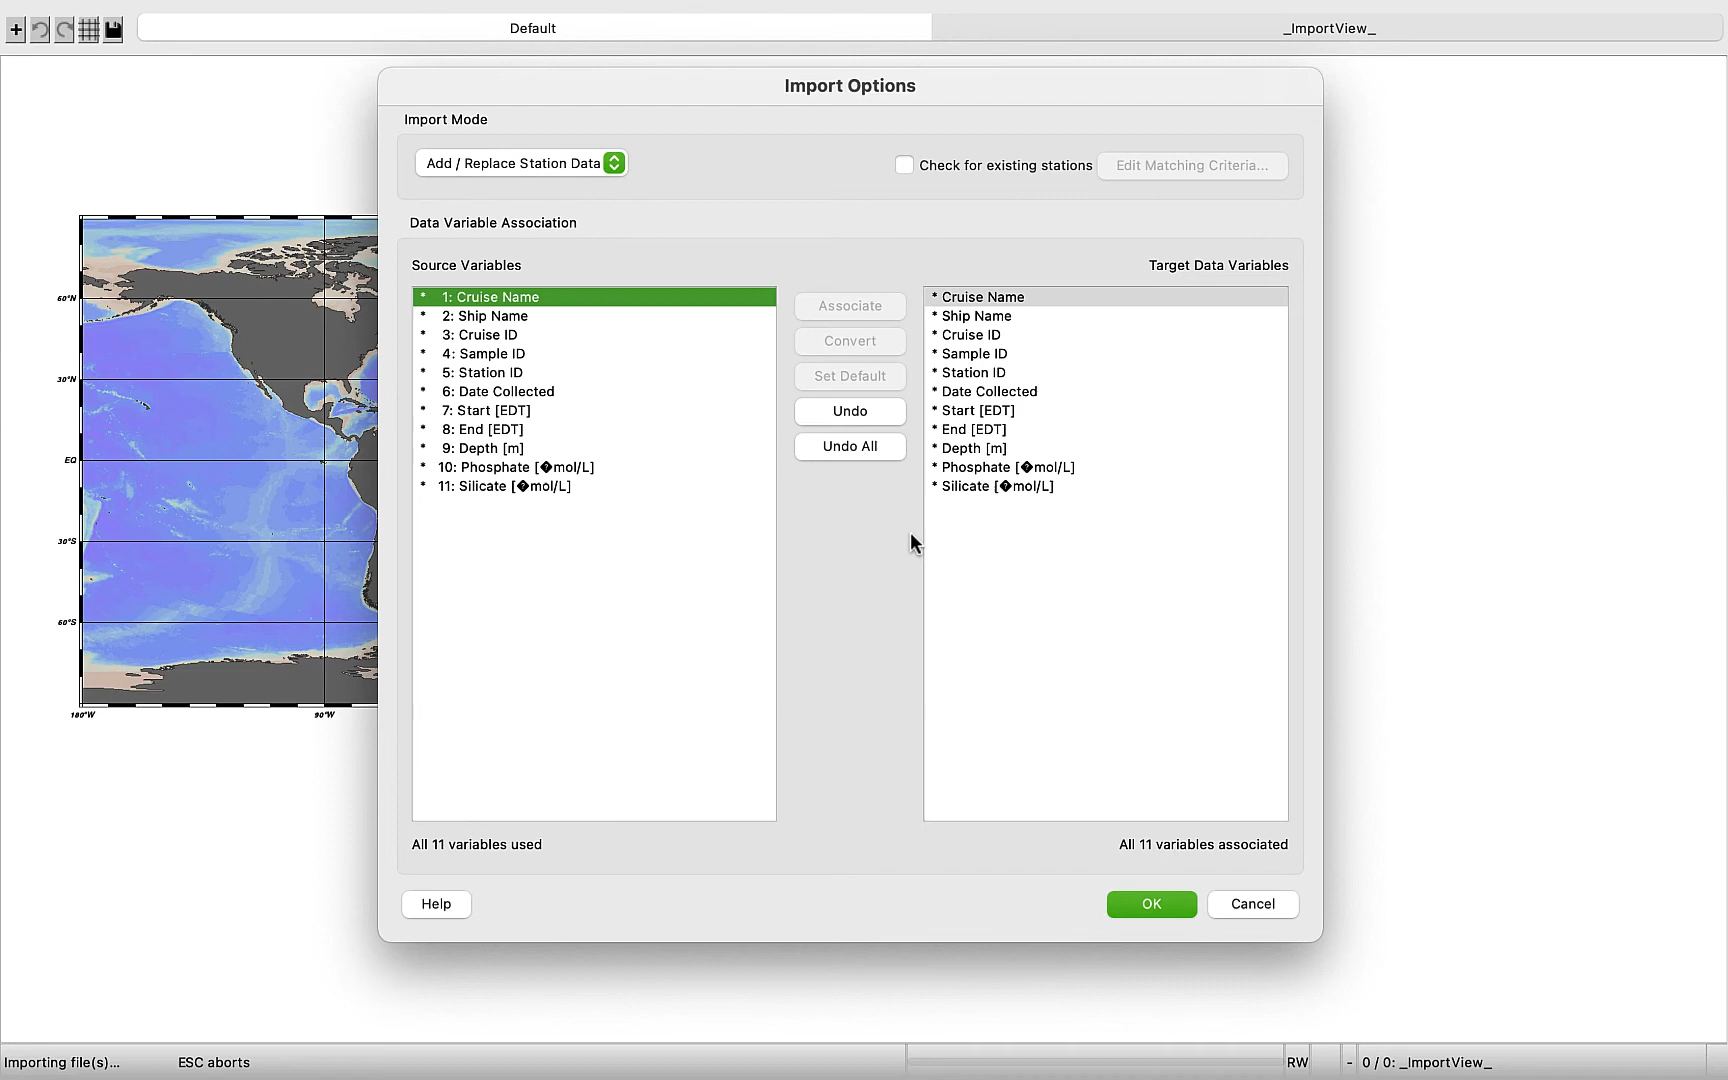 Default
_ImportView_
Import Options
Import Mode
Add / Replace Station Data
Check for existing stations
Edit Matching Criteria...
Data Variable Association
Source Variables
Target Data Variables
* 1: Cruise Name
* 2: Ship Name
* 3: Cruise ID
* 4: Sample ID
* 5: Station ID
* 6: Date Collected
* 7: Start [EDT]
* 8: End [EDT]
* 9: Depth [m]
* 10: Phosphate [�mol/L]
* 11: Silicate [�mol/L]
Associate
Convert
Set Default
Undo
Undo All
* Cruise Name
* Ship Name
* Cruise ID
* Sample ID
* Station ID
* Date Collected
* Start [EDT]
* End [EDT]
* Depth [m]
* Phosphate [�mol/L]
* Silicate [�mol/L]
60°N
30°N
EQ
30°S
60°S
180°W
90°W
All 11 variables used
All 11 variables associated
Help
OK
Cancel
Importing file(s)...
ESC aborts
RW
- 0 / 0: _ImportView_